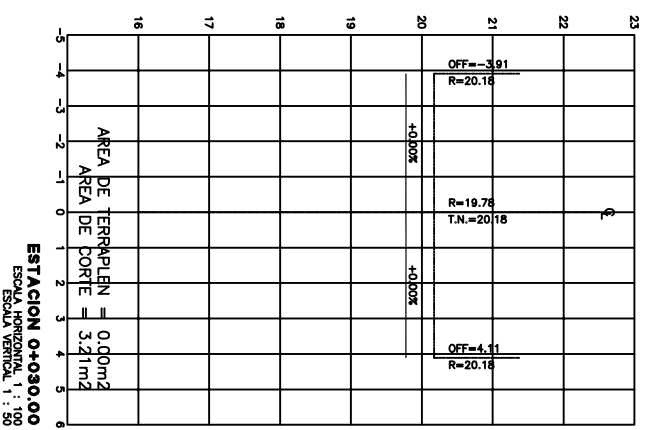 23
22
21
20
19
18
17
16
℄
OFF=-3.91
R=20.18
R=19.78
T.N.=20.18
OFF=4.11
R=20.18
+0.00%
+0.00%
-5
-4
-3
-2
-1
0
1
2
3
4
5
6
AREA DE TERRAPLEN = 0.00m2
AREA DE CORTE = 3.21m2
ESTACION 0+030.00
ESCALA HORIZONTAL 1 : 100
ESCALA VERTICAL 1 : 50